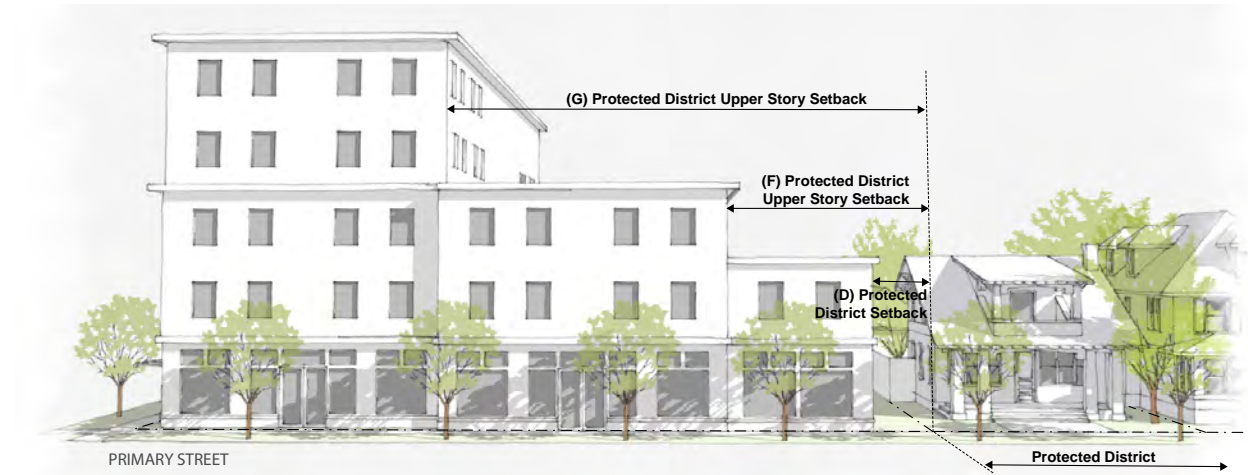 (G) Protected District Upper Story Setback
(F) Protected District
Upper Story Setback
(D) Protected
District Setback
PRIMARY STREET
Protected District